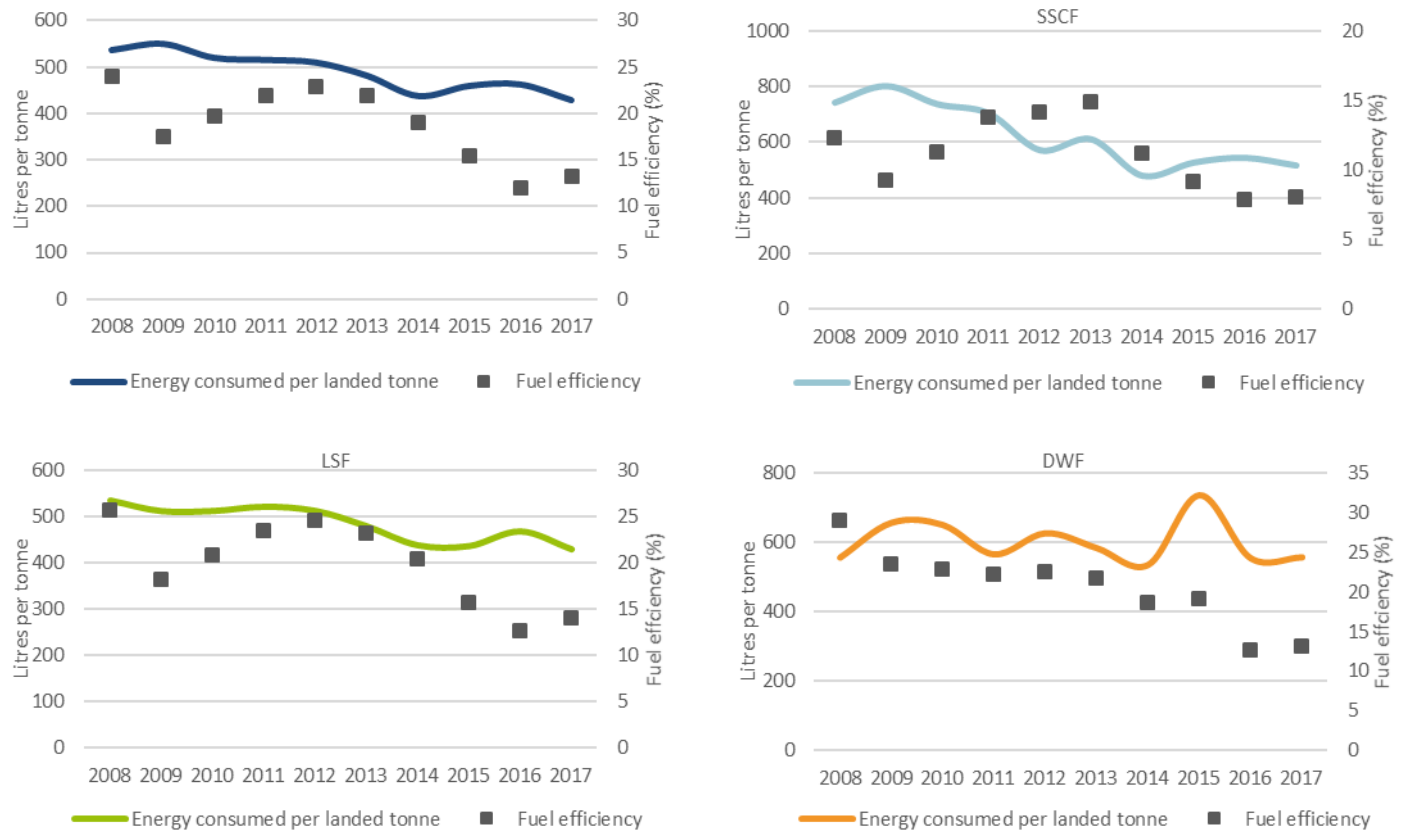 600
500
400
300
200
100
0
Litres per tonne
30
25
20
15
10
5
0
Fuel efficiency (%)
2008 2009 2010 2011 2012 2013 2014 2015 2016 2017
Energy consumed per landed tonne Fuel efficiency
SSCF
1000
800
600
400
200
0
Litres per tonne
20
15
10
5
0
Fuel effciency (%)
2008 2009 2010 2011 2012 2013 2014 2015 2016 2017
Energy consumed per landed tonne Fuel efficiency
LSF
600
500
400
300
200
100
0
Litres per tonne
30
25
20
15
10
5
0
Fuel effciency (%)
2008 2009 2010 2011 2012 2013 2014 2015 2016 2017
Energy consumed per landed tonne Fuel efficiency
DWF
800
600
400
200
0
Litres per tonne
35
30
25
20
15
10
5
0
Fuel effciency (%)
2008 2009 2010 2011 2012 2013 2014 2015 2016 2017
Energy consumed per landed tonne Fuel efficiency